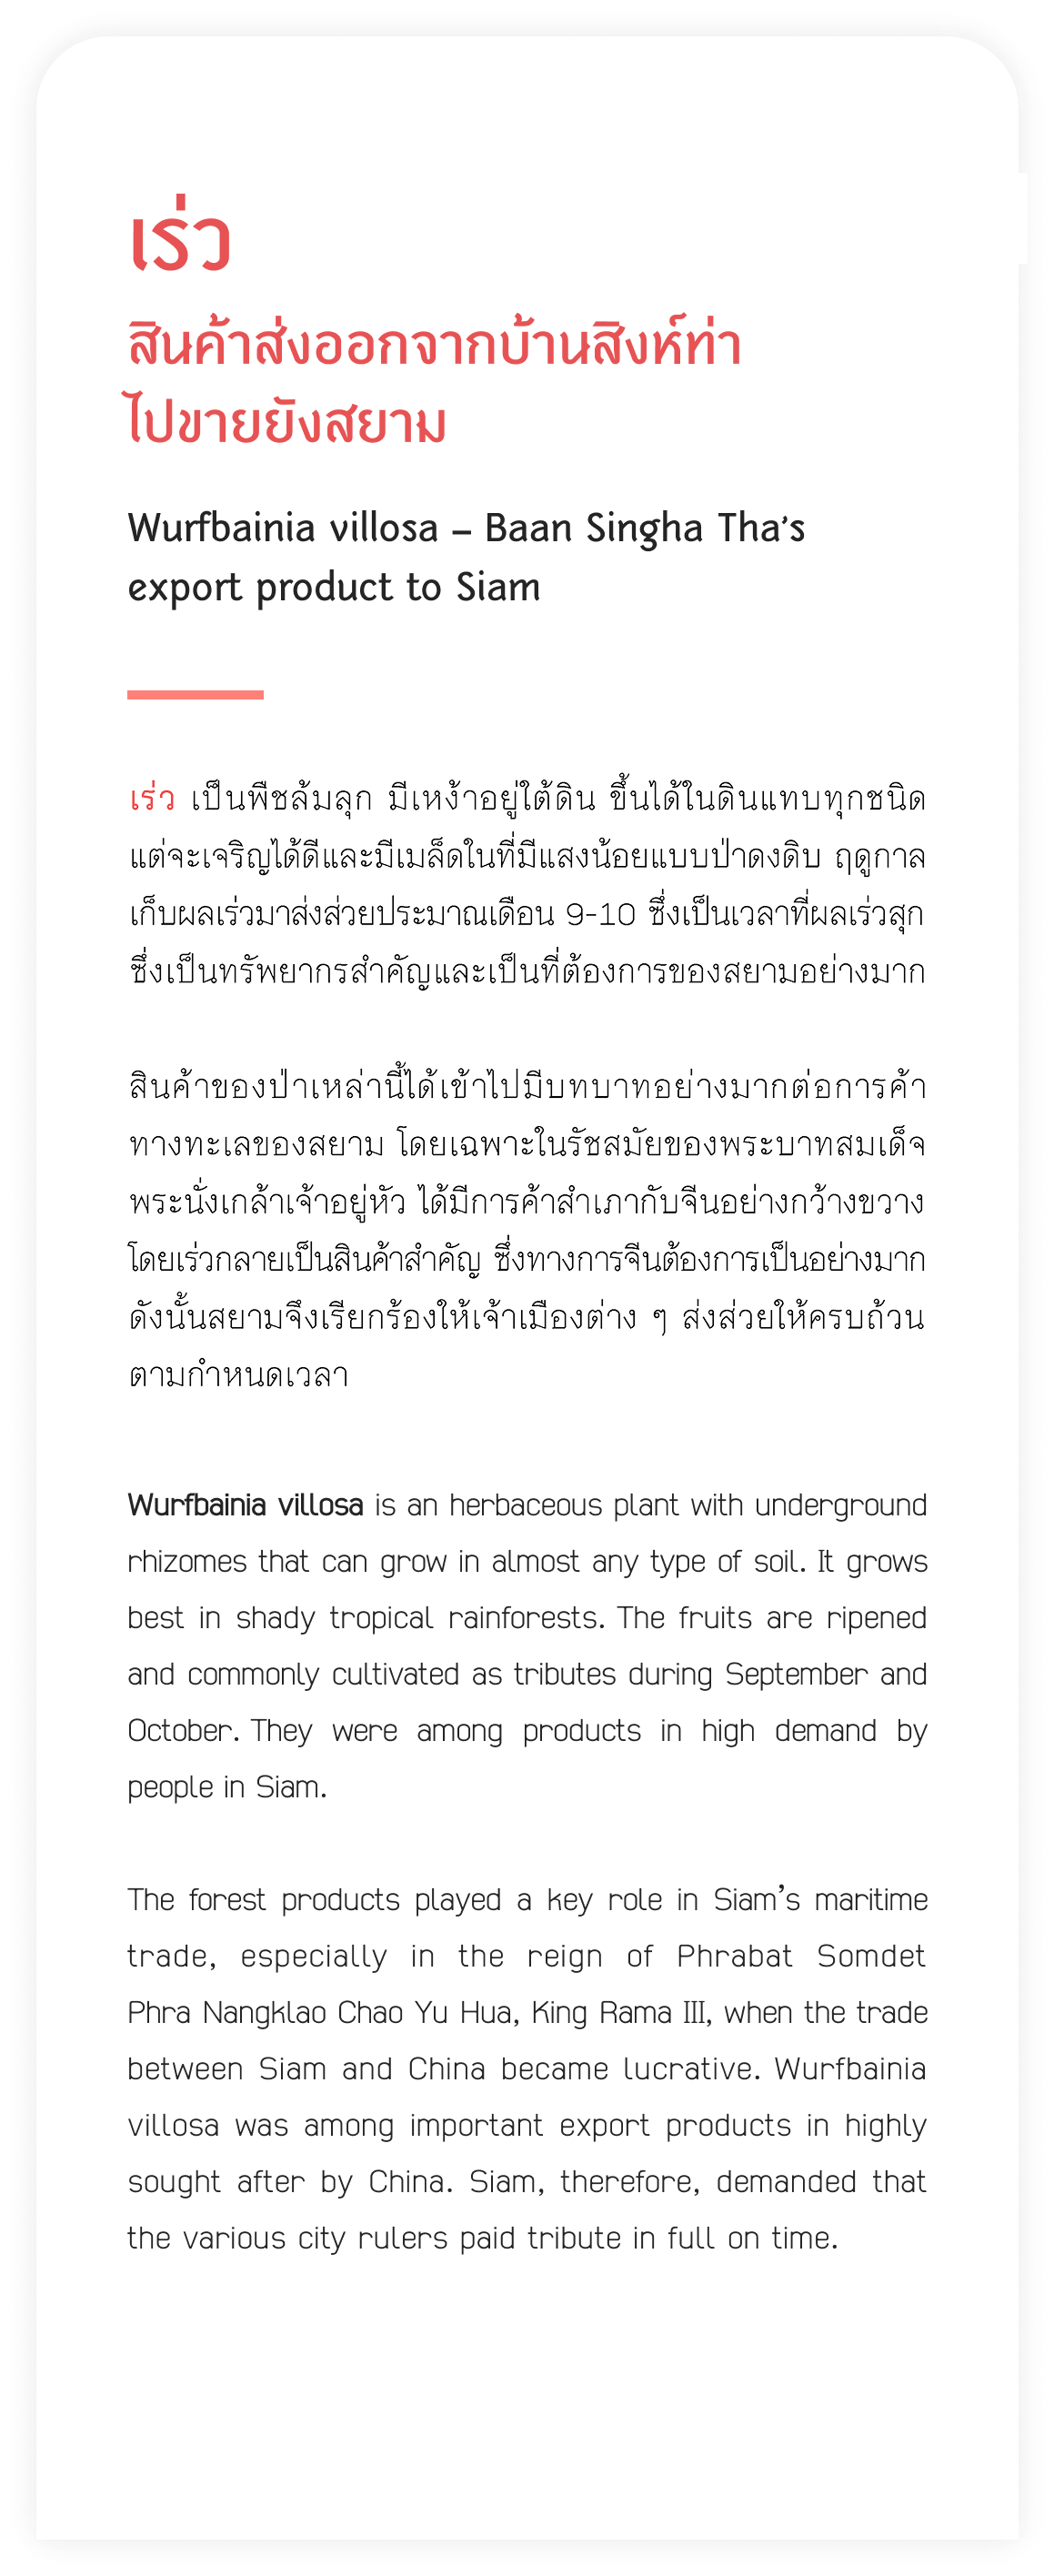 เร่ว
สินค้าส่งออกจากบ้านสิงห์ท่า
ไปขายยังสยาม
Wurfbainia villosa – Baan Singha Tha’s
export product to Siam
เร่ว เป็นพืชล้มลุก มีเหง้าอยู่ใต้ดิน ขึ้นได้ในดินแทบทุกชนิด
แต่จะเจริญได้ดีและมีเมล็ดในที่มีแสงน้อยแบบป่าดงดิบ ฤดูกาล
เก็บผลเร่วมาส่งส่วยประมาณเดือน 9-10 ซึ่งเป็นเวลาที่ผลเร่วสุก
ซึ่งเป็นทรัพยากรสำคัญและเป็นที่ต้องการของสยามอย่างมาก
สินค้าของป่าเหล่านี้ได้เข้าไปมีบทบาทอย่างมากต่อการค้า
ทางทะเลของสยาม โดยเฉพาะในรัชสมัยของพระบาทสมเด็จ
พระนั่งเกล้าเจ้าอยู่หัว ได้มีการค้าสำเภากับจีนอย่างกว้างขวาง
โดยเร่วกลายเป็นสินค้าสำคัญ ซึ่งทางการจีนต้องการเป็นอย่างมาก
ดังนั้นสยามจึงเรียกร้องให้เจ้าเมืองต่าง ๆ ส่งส่วยให้ครบถ้วน
ตามกำหนดเวลา
Wurfbainia villosa is an herbaceous plant with underground
rhizomes that can grow in almost any type of soil. It grows
best in shady tropical rainforests. The fruits are ripened
and commonly cultivated as tributes during September and
October. They were among products in high demand by
people in Siam.
The forest products played a key role in Siam’s maritime
trade, especially in the reign of Phrabat Somdet
Phra Nangklao Chao Yu Hua, King Rama III, when the trade
between Siam and China became lucrative. Wurfbainia
villosa was among important export products in highly
sought after by China. Siam, therefore, demanded that
the various city rulers paid tribute in full on time.